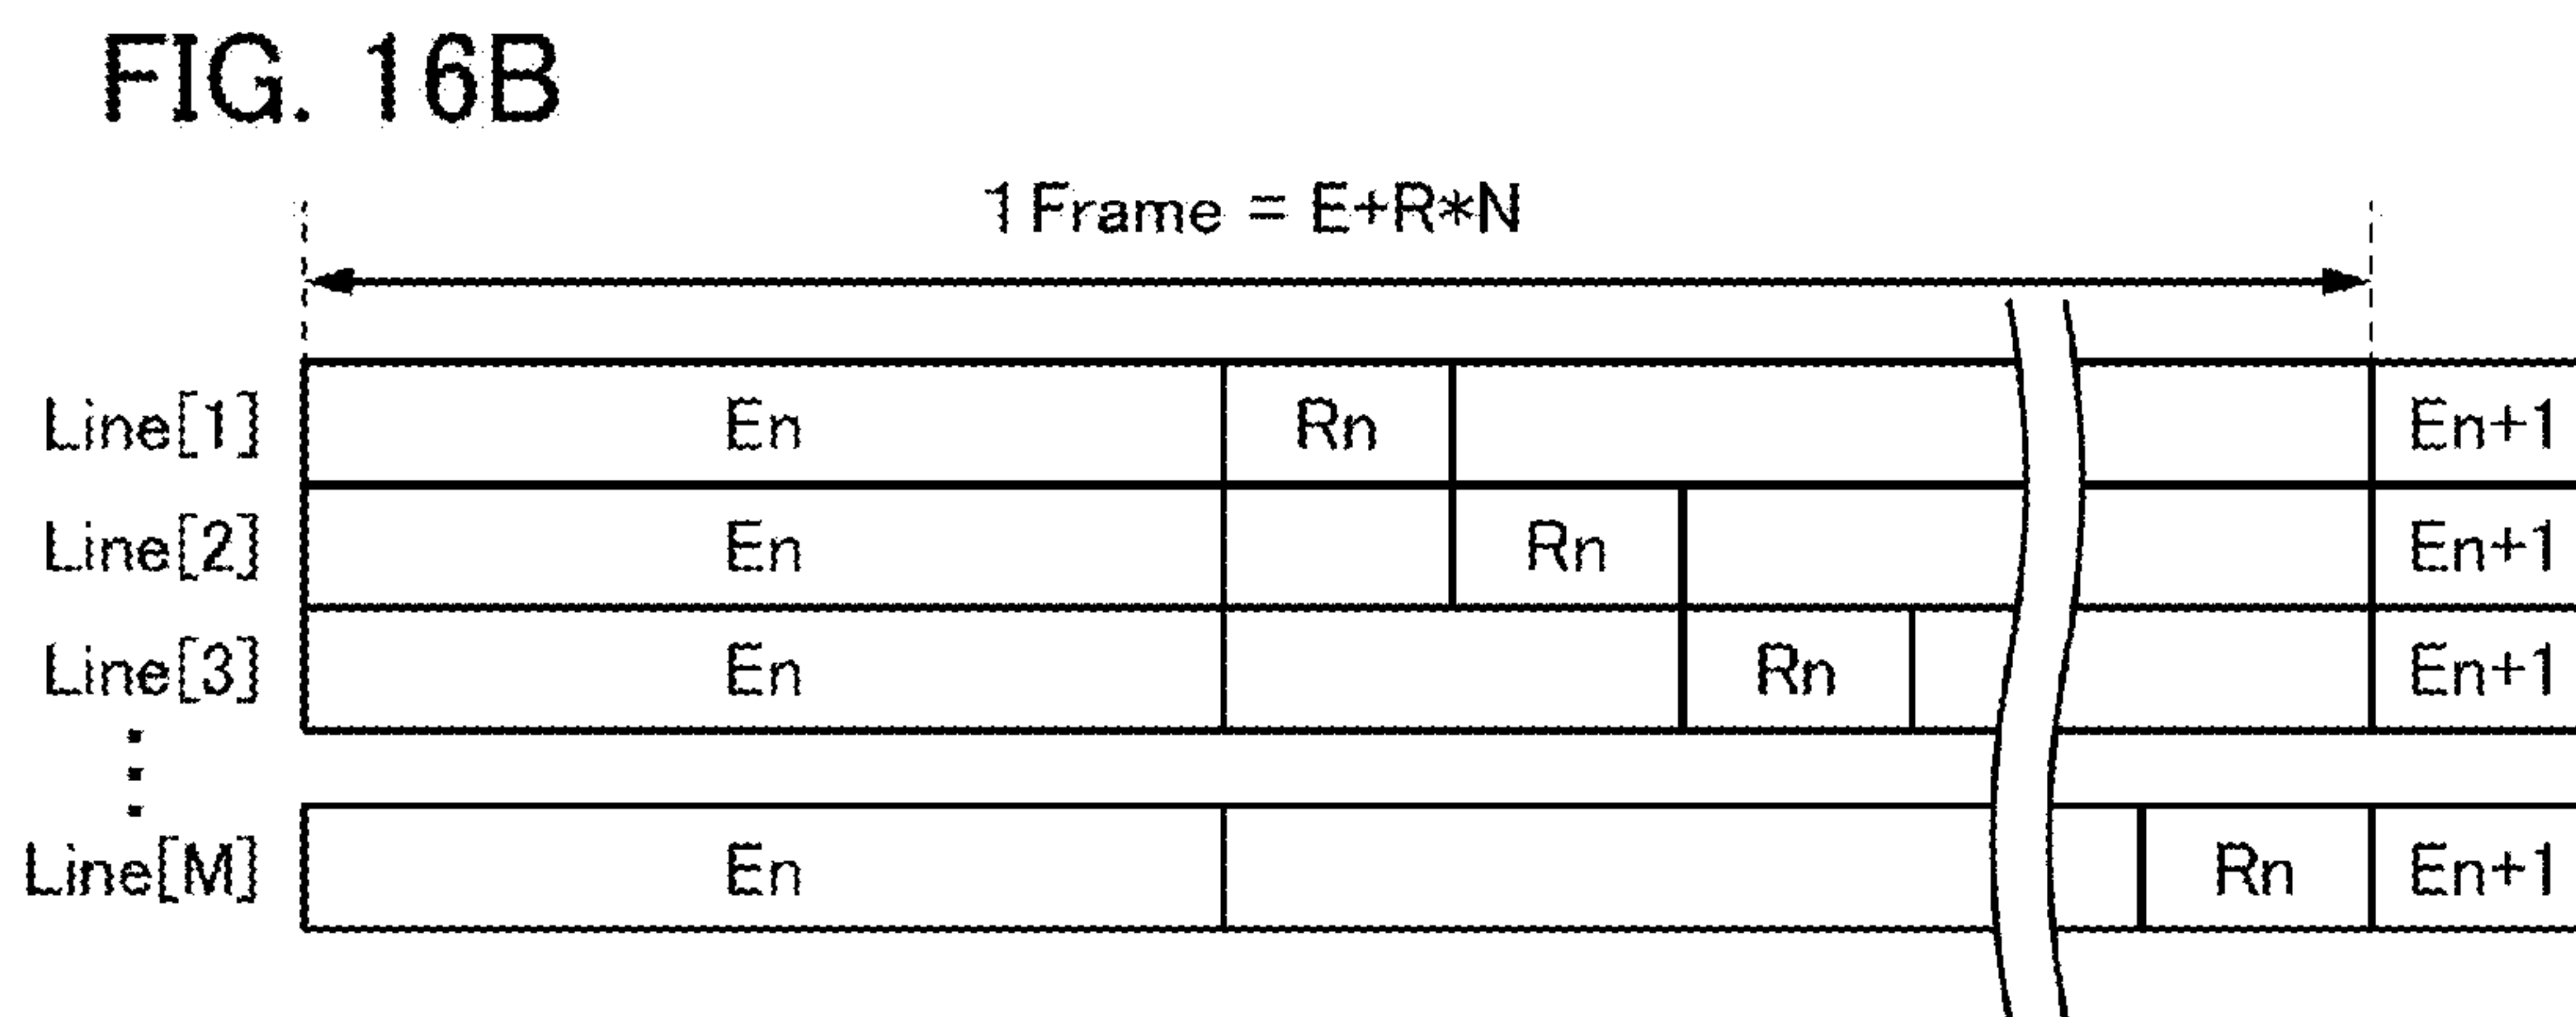 FIG. 16B
1 Frame = E+R*N
Line[1] En Rn En+1
Line[2] En Rn En+1
Line[3] En Rn En+1
Line[M] En Rn En+1